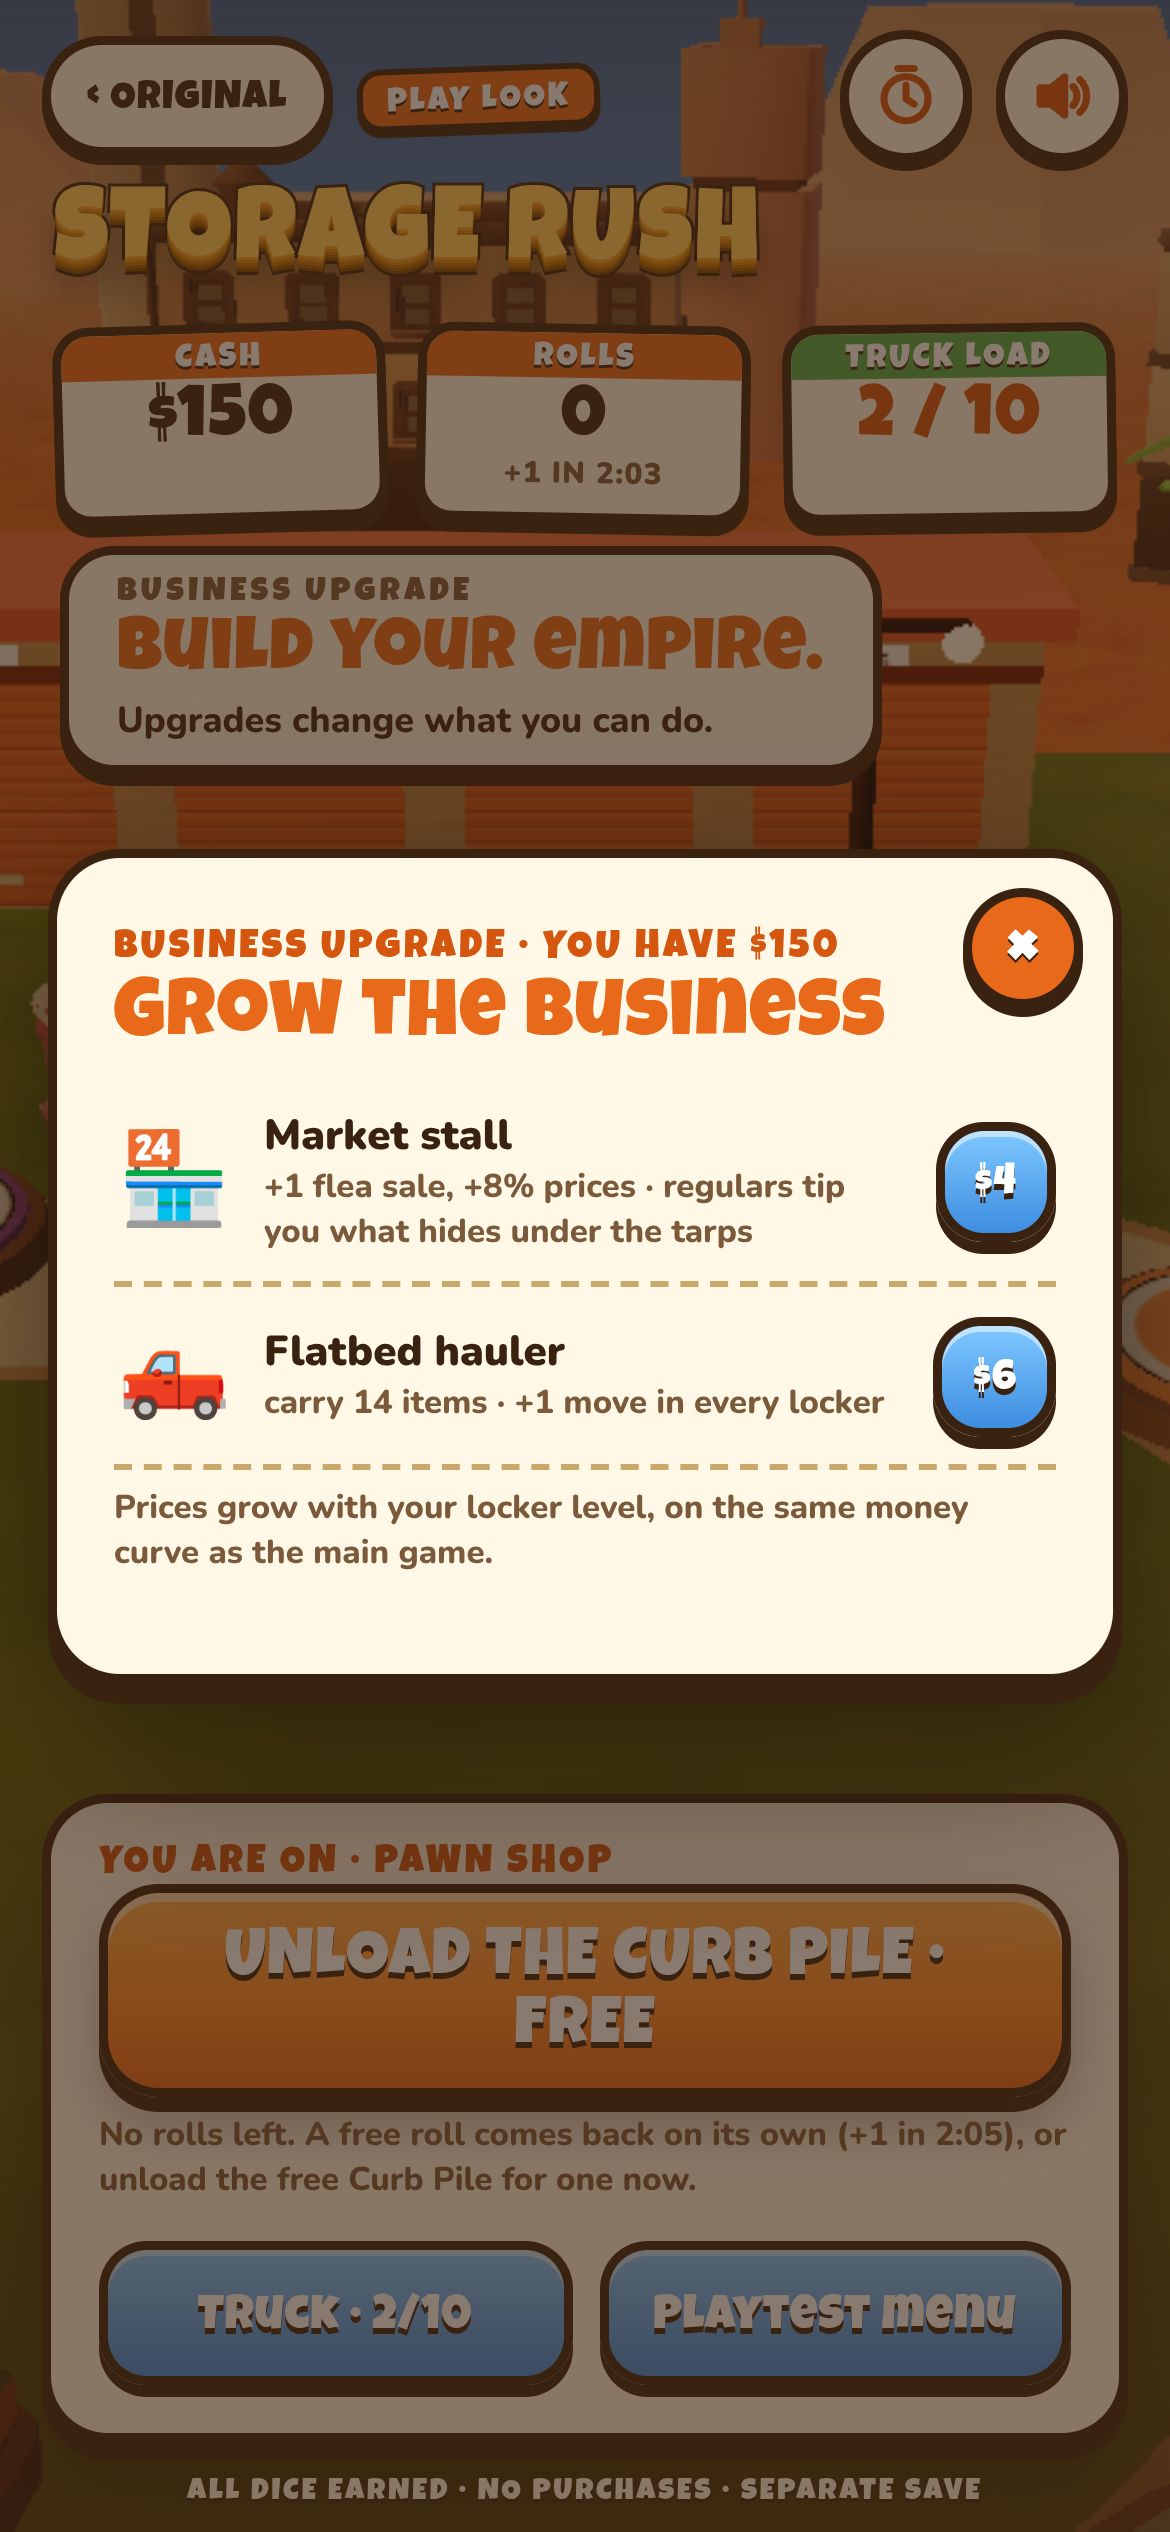 ‹ ORIGINAL
PLAY LOOK
STORAGE RUSH
CASH
$150
ROLLS
0
+1 IN 2:03
TRUCK LOAD
2 / 10
BUSINESS UPGRADE
BUILD YOUR EMPIRE.
Upgrades change what you can do.
BUSINESS UPGRADE · YOU HAVE $150
GROW THE BUSINESS
24
Market stall
+1 flea sale, +8% prices · regulars tip
you what hides under the tarps
$4
Flatbed hauler
carry 14 items · +1 move in every locker
$6
Prices grow with your locker level, on the same money
curve as the main game.
YOU ARE ON · PAWN SHOP
UNLOAD THE CURB PILE ·
FREE
No rolls left. A free roll comes back on its own (+1 in 2:05), or
unload the free Curb Pile for one now.
TRUCK · 2/10
PLAYTEST MENU
ALL DICE EARNED · NO PURCHASES · SEPARATE SAVE